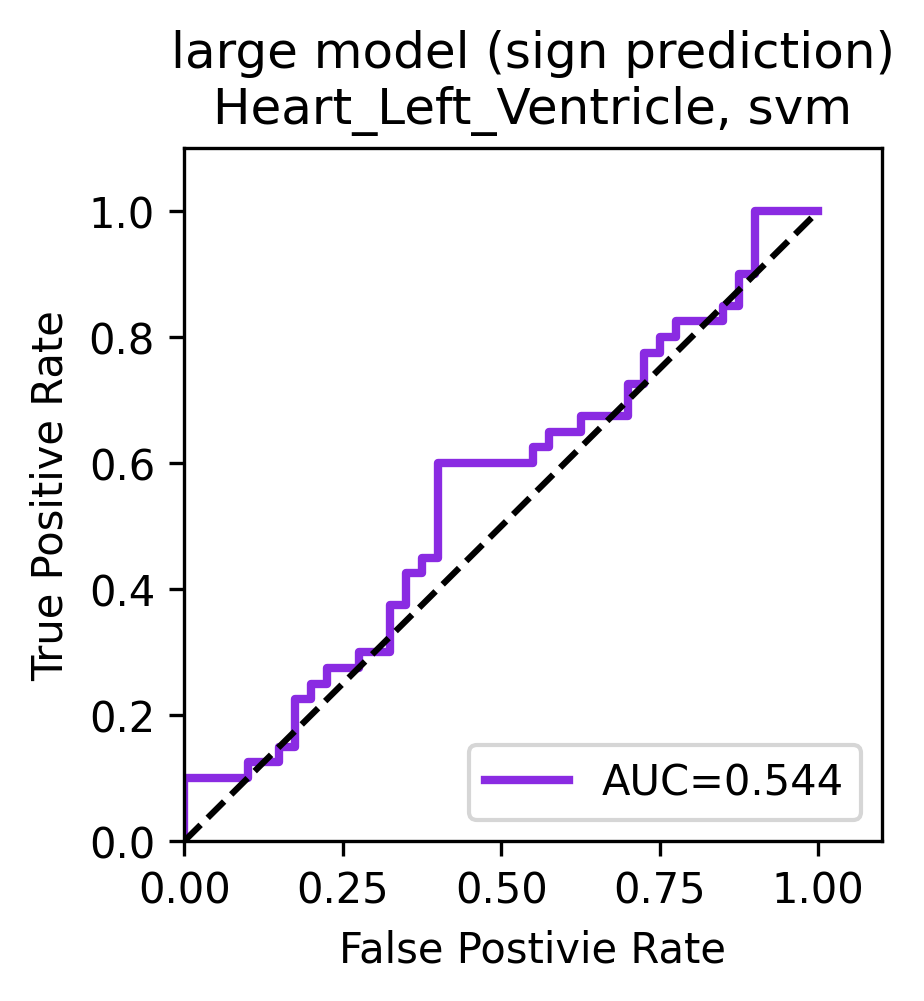 large model (sign prediction)
Heart_Left_Ventricle, svm
True Positive Rate
1.0
0.8
0.6
0.4
0.2
0.0
AUC=0.544
0.00 0.25 0.50 0.75 1.00
False Postivie Rate